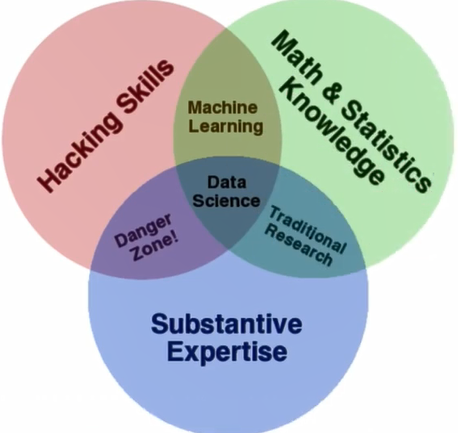 Hacking Skills
Math & Statistics
Knowledge
Machine
Learning
Data
Science
Danger
Zone!
Traditional
Research
Substantive
Expertise